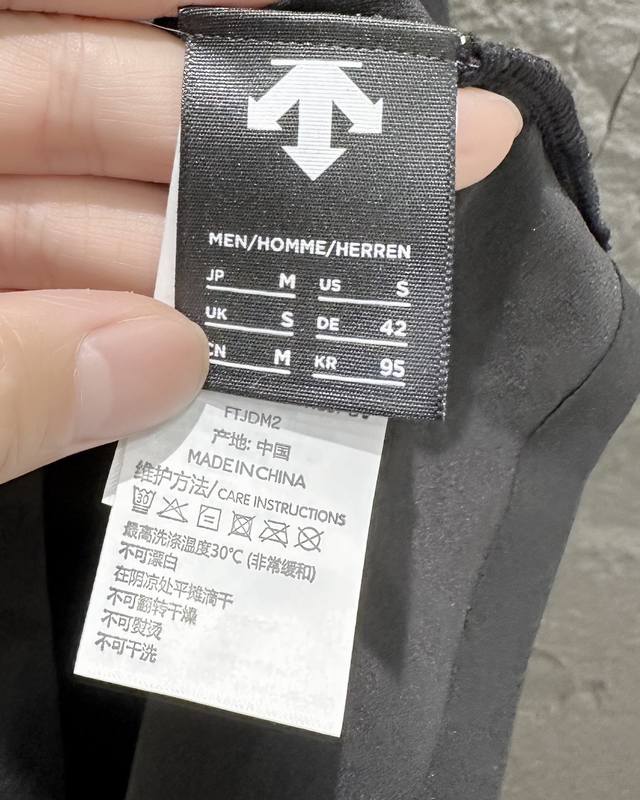 MEN/HOMME/HERREN
JP M US S
UK S DE 42
CN M KR 95
FTJDM2
产地: 中国
MADE IN CHINA
维护方法/CARE INSTRUCTIONS
30
最高洗涤温度30℃ (非常缓和)
不可漂白
在阴凉处平摊滴干
不可翻转干燥
不可熨烫
不可干洗